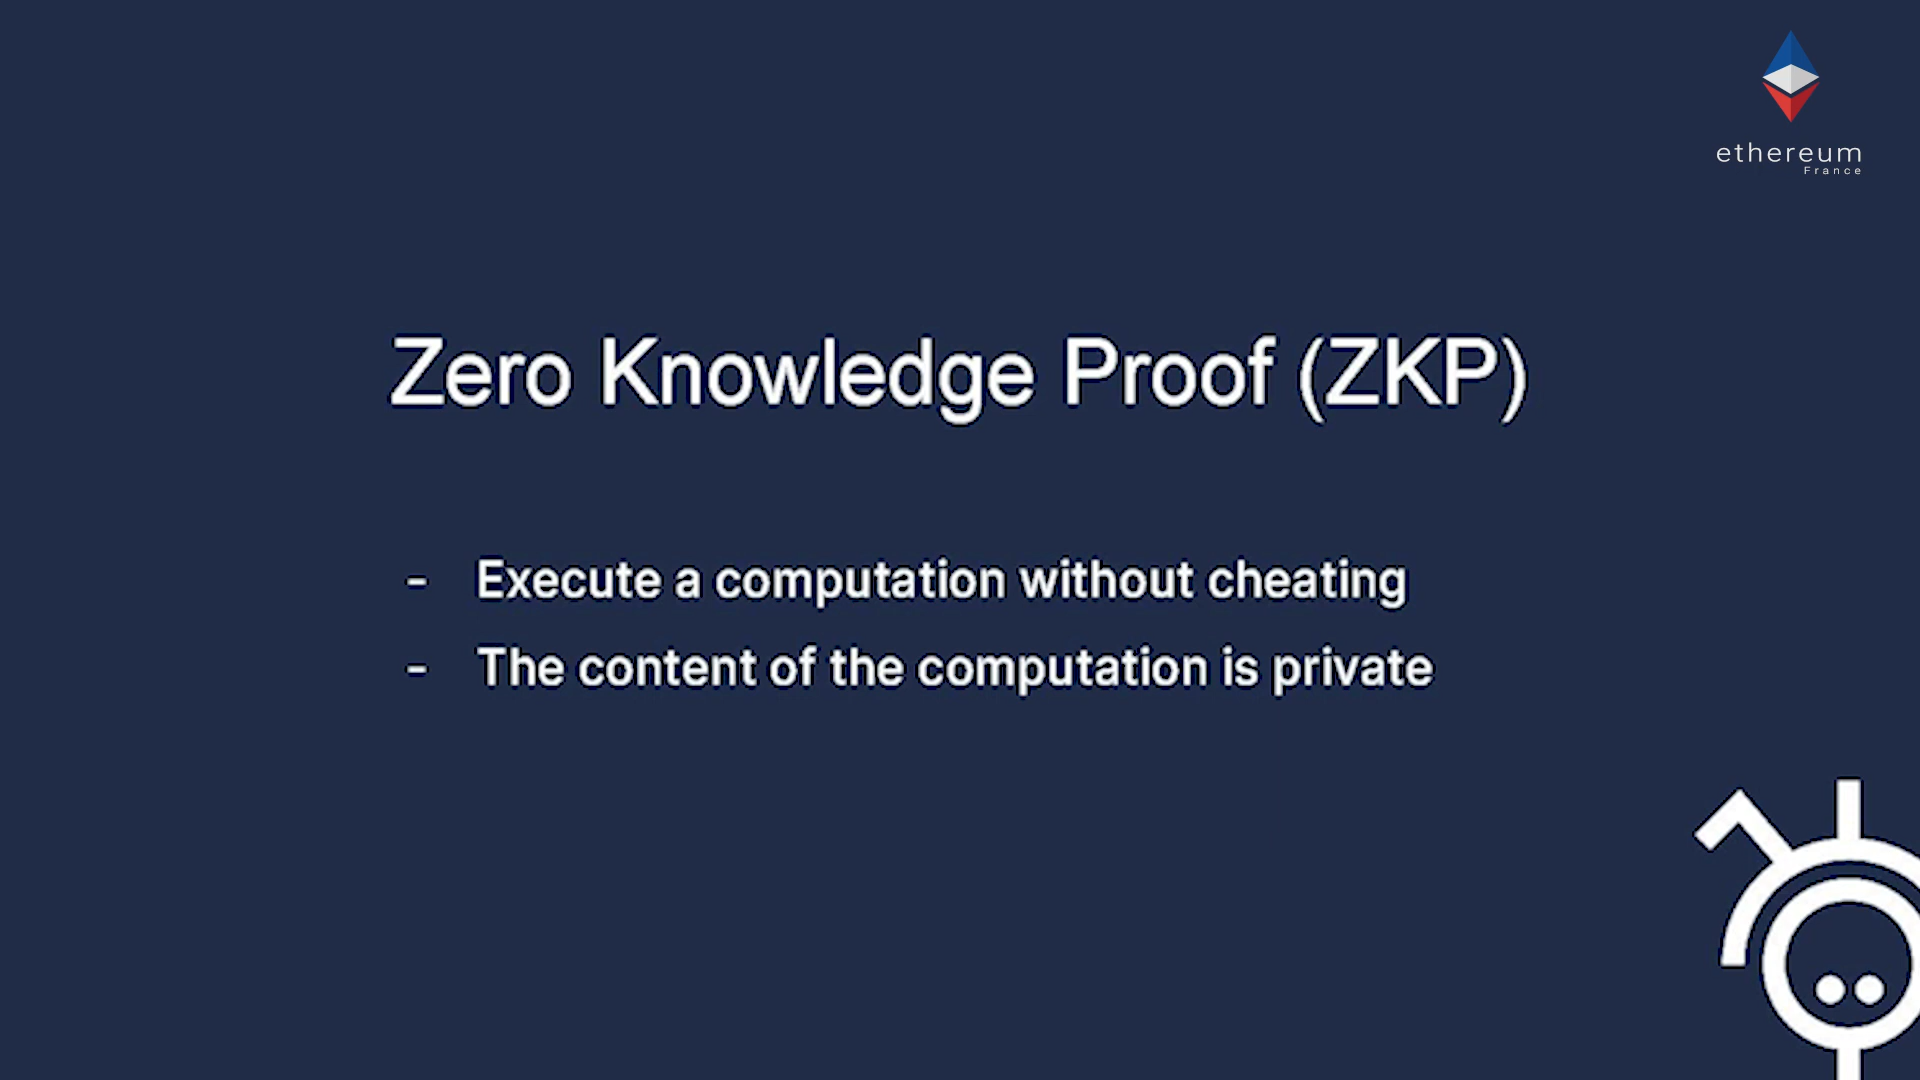 ethereum
France
Zero Knowledge Proof (ZKP)
- Execute a computation without cheating
- The content of the computation is private